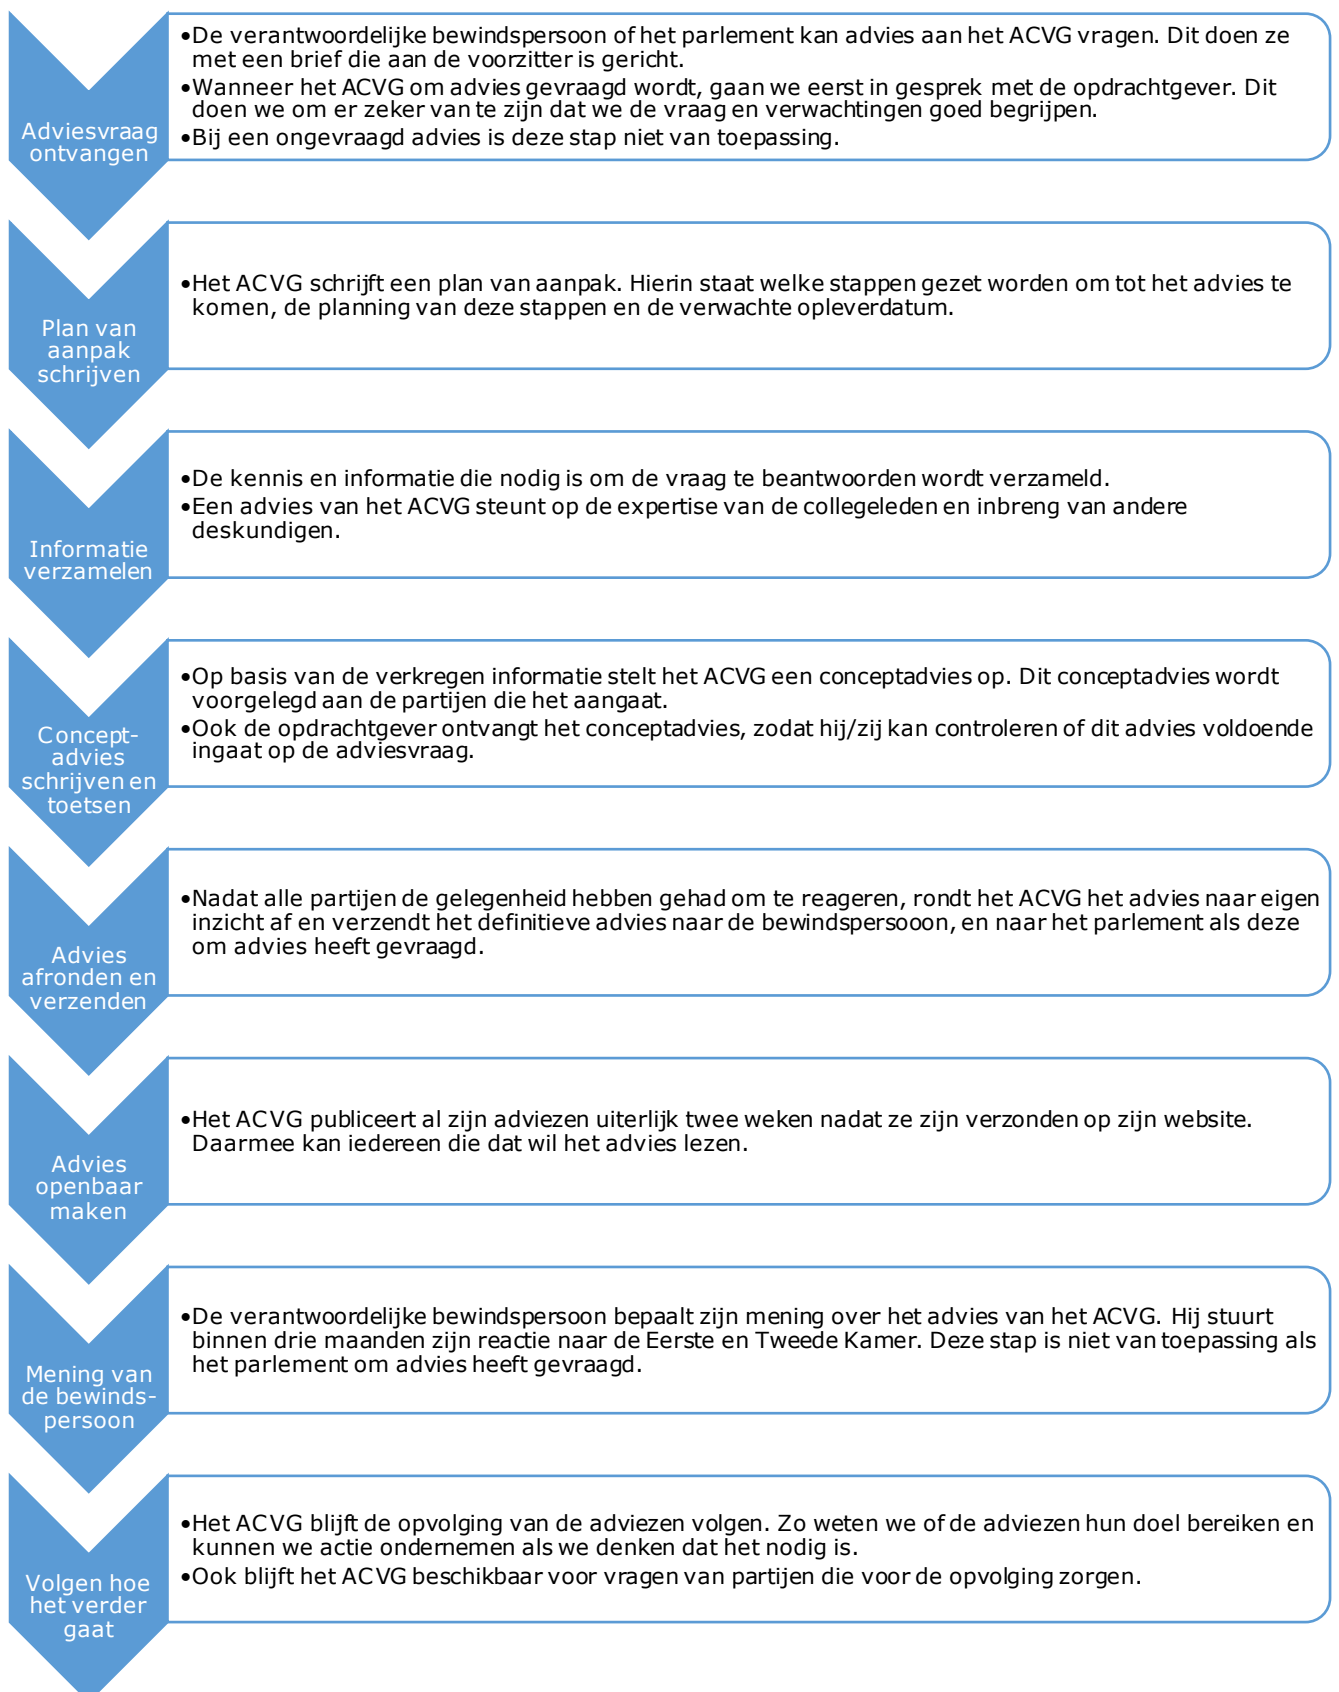 Adviesvraag
ontvangen
•De verantwoordelijke bewindspersoon of het parlement kan advies aan het ACVG vragen. Dit doen ze
met een brief die aan de voorzitter is gericht.
•Wanneer het ACVG om advies gevraagd wordt, gaan we eerst in gesprek met de opdrachtgever. Dit
doen we om er zeker van te zijn dat we de vraag en verwachtingen goed begrijpen.
•Bij een ongevraagd advies is deze stap niet van toepassing.
Plan van
aanpak
schrijven
•Het ACVG schrijft een plan van aanpak. Hierin staat welke stappen gezet worden om tot het advies te
komen, de planning van deze stappen en de verwachte opleverdatum.
Informatie
verzamelen
•De kennis en informatie die nodig is om de vraag te beantwoorden wordt verzameld.
•Een advies van het ACVG steunt op de expertise van de collegeleden en inbreng van andere
deskundigen.
Concept-
advies
schrijven en
toetsen
•Op basis van de verkregen informatie stelt het ACVG een conceptadvies op. Dit conceptadvies wordt
voorgelegd aan de partijen die het aangaat.
•Ook de opdrachtgever ontvangt het conceptadvies, zodat hij/zij kan controleren of dit advies voldoende
ingaat op de adviesvraag.
Advies
afronden en
verzenden
•Nadat alle partijen de gelegenheid hebben gehad om te reageren, rondt het ACVG het advies naar eigen
inzicht af en verzendt het definitieve advies naar de bewindspersooon, en naar het parlement als deze
om advies heeft gevraagd.
Advies
openbaar
maken
•Het ACVG publiceert al zijn adviezen uiterlijk twee weken nadat ze zijn verzonden op zijn website.
Daarmee kan iedereen die dat wil het advies lezen.
Mening van
de bewinds-
persoon
•De verantwoordelijke bewindspersoon bepaalt zijn mening over het advies van het ACVG. Hij stuurt
binnen drie maanden zijn reactie naar de Eerste en Tweede Kamer. Deze stap is niet van toepassing als
het parlement om advies heeft gevraagd.
Volgen hoe
het verder
gaat
•Het ACVG blijft de opvolging van de adviezen volgen. Zo weten we of de adviezen hun doel bereiken en
kunnen we actie ondernemen als we denken dat het nodig is.
•Ook blijft het ACVG beschikbaar voor vragen van partijen die voor de opvolging zorgen.